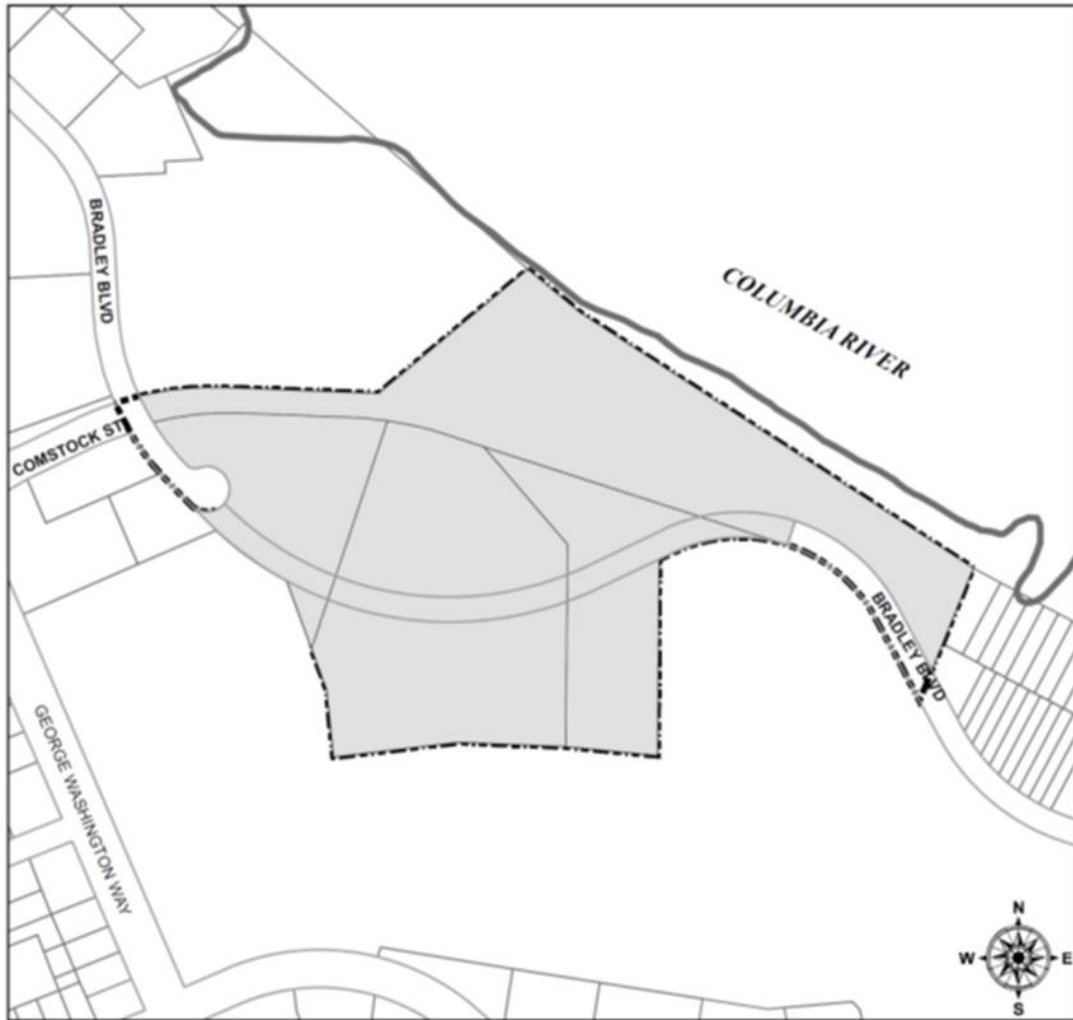 BRADLEY BLVD
COLUMBIA RIVER
COMSTOCK ST
BRADLEY BLVD
GEORGE WASHINGTON WAY
N
W E
S